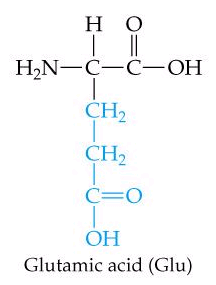 H O
H₂N—C—C—OH
CH₂
CH₂
C=O
OH
Glutamic acid (Glu)